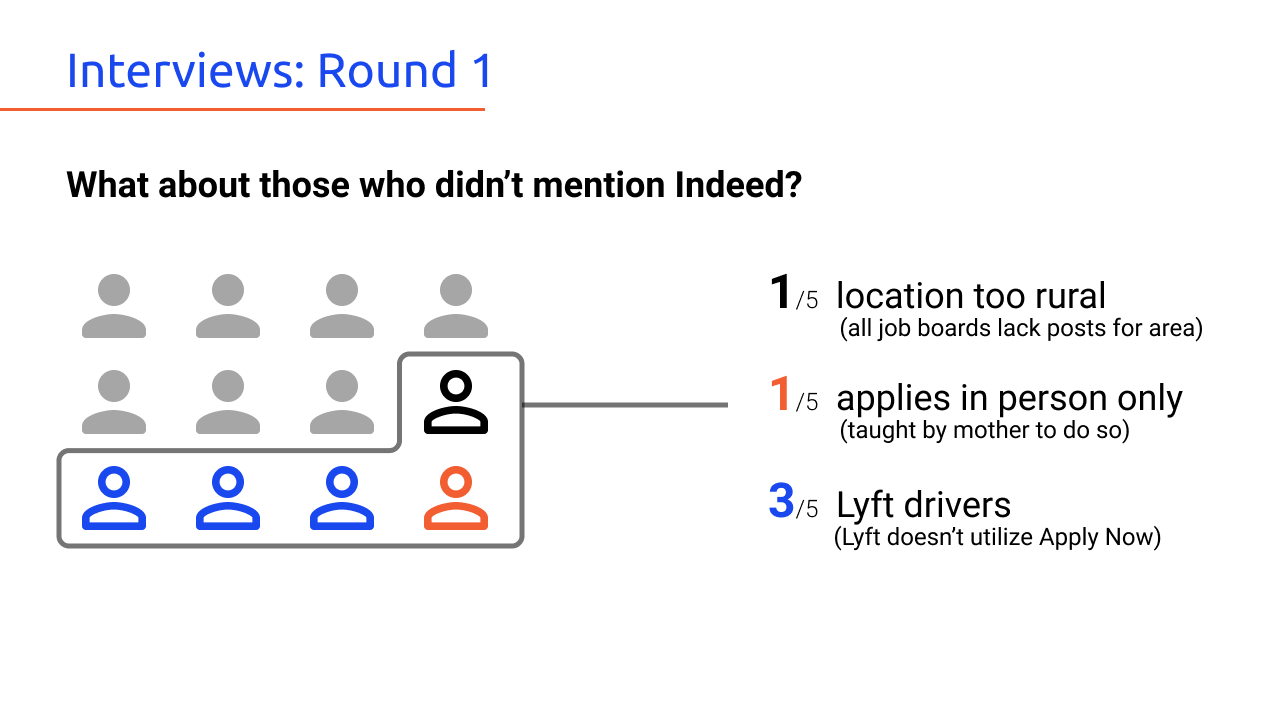 Interviews: Round 1
What about those who didn’t mention Indeed?
1/5 location too rural
(all job boards lack posts for area)
1/5 applies in person only
(taught by mother to do so)
3/5 Lyft drivers
(Lyft doesn’t utilize Apply Now)